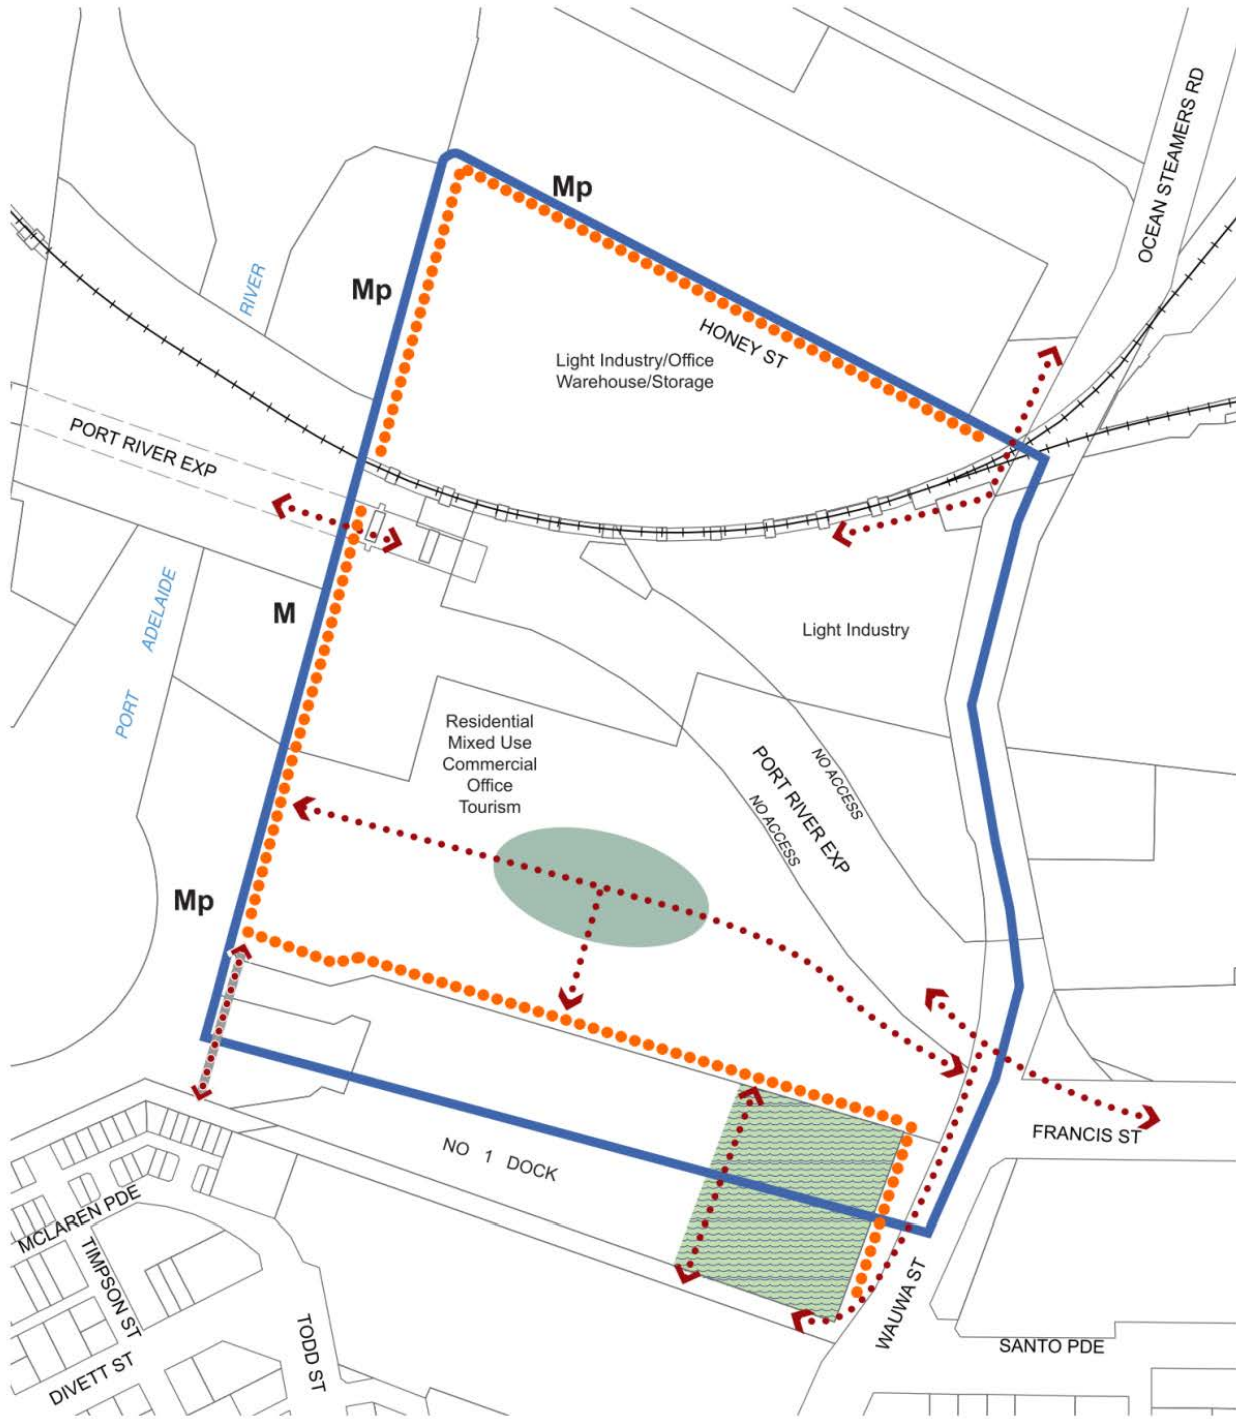 OCEAN STEAMERS RD
Mp
RIVER
Mp
HONEY ST
Light Industry/Office
Warehouse/Storage
PORT RIVER EXP
M
ADELAIDE
PORT
Light Industry
Residential
Mixed Use
Commercial
Office
Tourism
NO ACCESS
PORT RIVER EXP
NO ACCESS
Mp
FRANCIS ST
NO 1 DOCK
MCLAREN PDE
TIMPSON ST
DIVETT ST
TODD ST
WAUWA ST
SANTO PDE